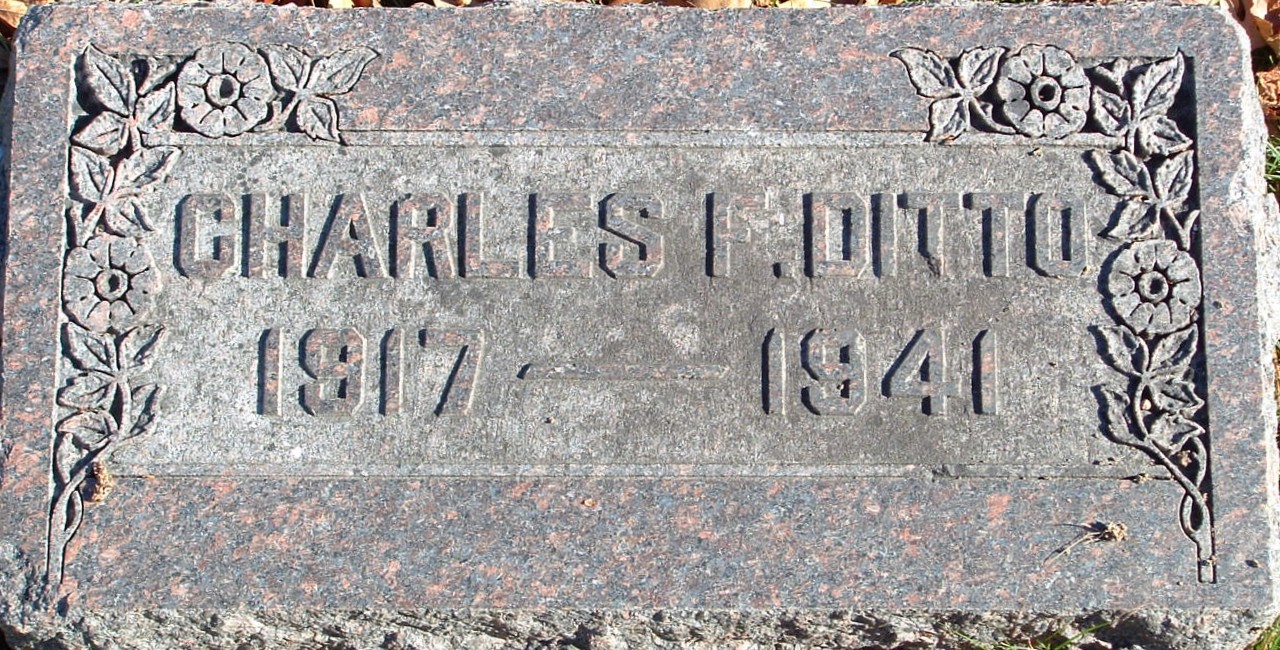 CHARLES F. DITTO
1917 — 1941